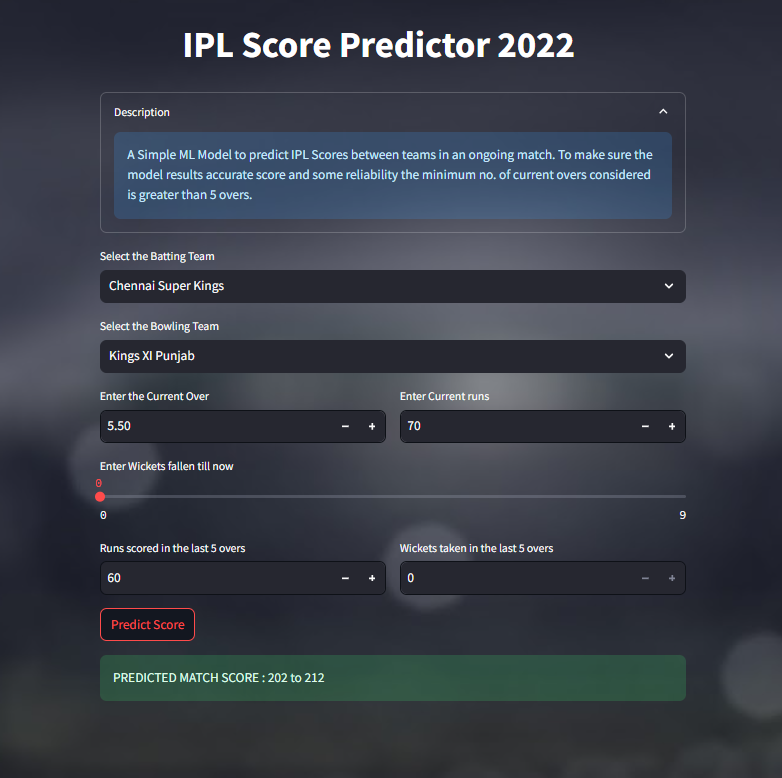 IPL Score Predictor 2022
Description
A Simple ML Model to predict IPL Scores between teams in an ongoing match. To make sure the
model results accurate score and some reliability the minimum no. of current overs considered
is greater than 5 overs.
Select the Batting Team
Chennai Super Kings
Select the Bowling Team
Kings XI Punjab
Enter the Current Over
5.50
Enter Current runs
70
Enter Wickets fallen till now
0
0 9
Runs scored in the last 5 overs
60
Wickets taken in the last 5 overs
0
Predict Score
PREDICTED MATCH SCORE : 202 to 212